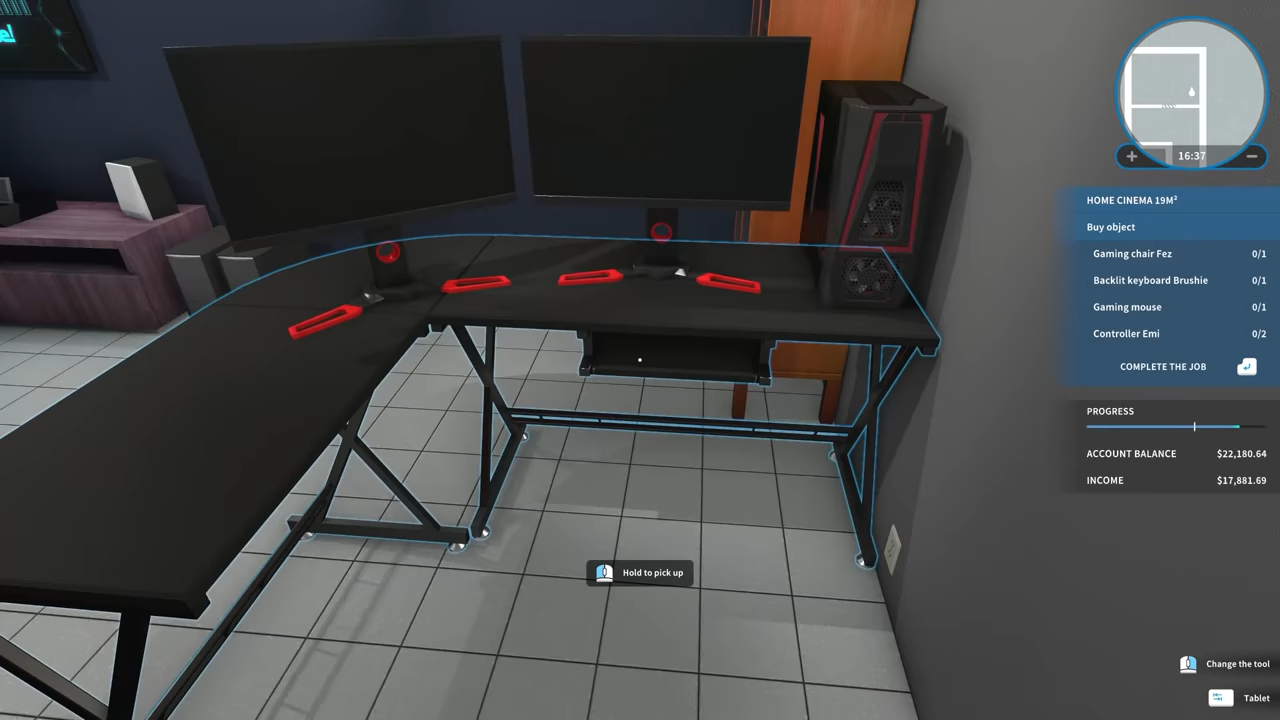 16:37
HOME CINEMA 19M²
Buy object
Gaming chair Fez 0/1
Backlit keyboard Brushie 0/1
Gaming mouse 0/1
Controller Emi 0/2
COMPLETE THE JOB
PROGRESS
ACCOUNT BALANCE $22,180.64
INCOME $17,881.69
Hold to pick up
Change the tool
Tablet